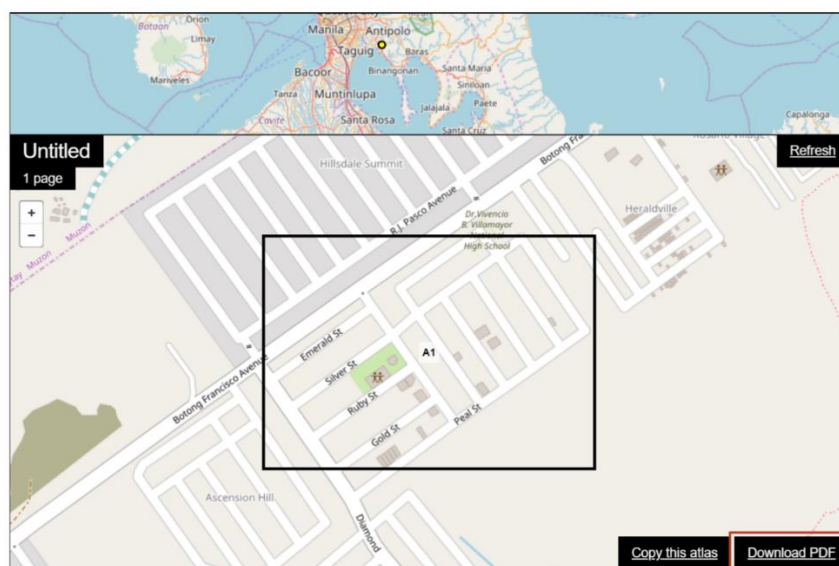 Bataan
Orion
Limay
Mariveles
Manila
Taguig
Antipolo
Baras
Binangonan
Bacoor
Muntinlupa
Tanza
Cavite
Santa Rosa
Jalajala
Santa Maria
Siniloan
Paete
Santa Cruz
Capalonga
Untitled
1 page
Refresh
+
−
Hillsdale Summit
R.J. Pasco Avenue
Dr.Vivencio
B. Villamayor
National
High School
Heraldville
Muzon
Muzon
Emerald St
Silver St
Ruby St
Gold St
Peal St
A1
Botong Francisco Avenue
Ascension Hill
Diamond
Copy this atlas
Download PDF